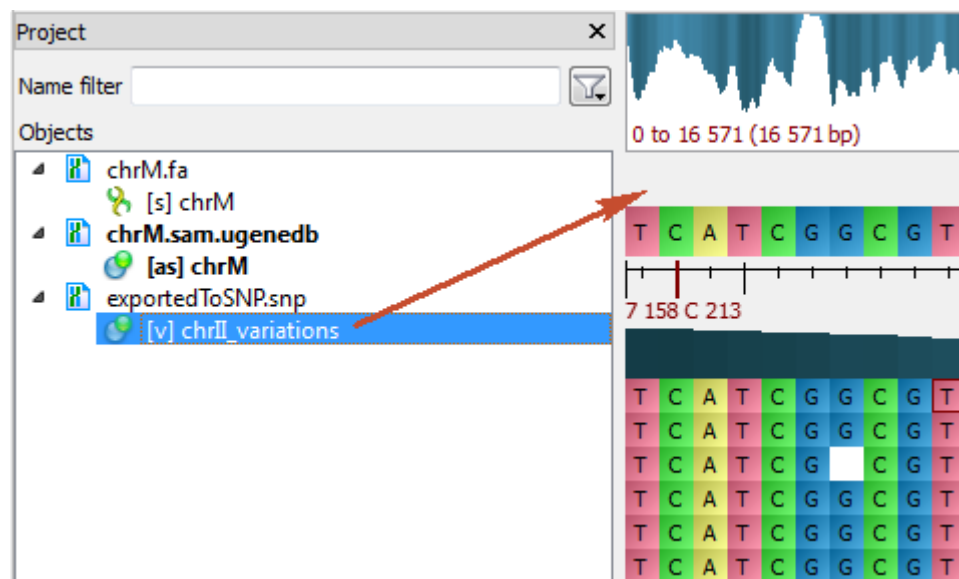 Project
Name filter
Objects
chrM.fa
[s] chrM
chrM.sam.ugenedb
[as] chrM
exportedToSNP.snp
[v] chrII_variations
0 to 16 571 (16 571 bp)
T C A T C G G C G T
7 158 C 213
T C A T C G G C G T
T C A T C G G C G T
T C A T C G C G T
T C A T C G G C G T
T C A T C G G C G T
T C A T C G G C G T